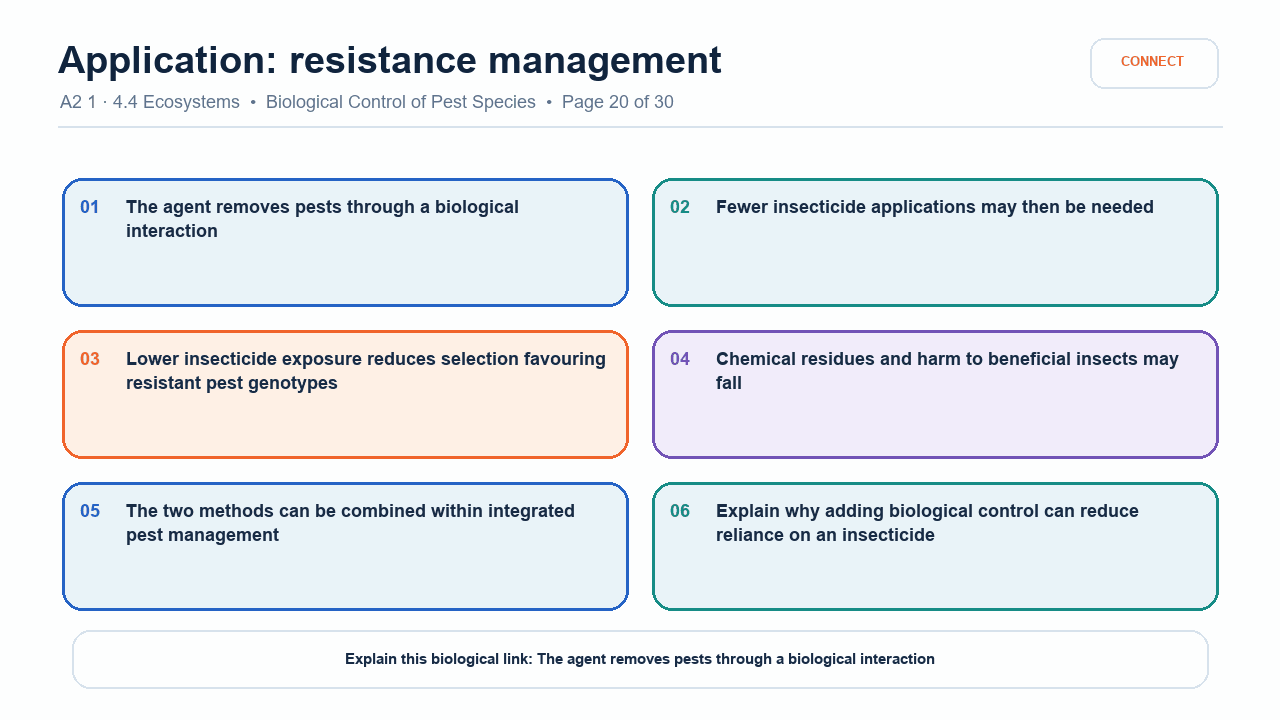 Application: resistance management
CONNECT
A2 1 · 4.4 Ecosystems • Biological Control of Pest Species • Page 20 of 30
01 The agent removes pests through a biological
interaction
02 Fewer insecticide applications may then be needed
03 Lower insecticide exposure reduces selection favouring
resistant pest genotypes
04 Chemical residues and harm to beneficial insects may
fall
05 The two methods can be combined within integrated
pest management
06 Explain why adding biological control can reduce
reliance on an insecticide
Explain this biological link: The agent removes pests through a biological interaction